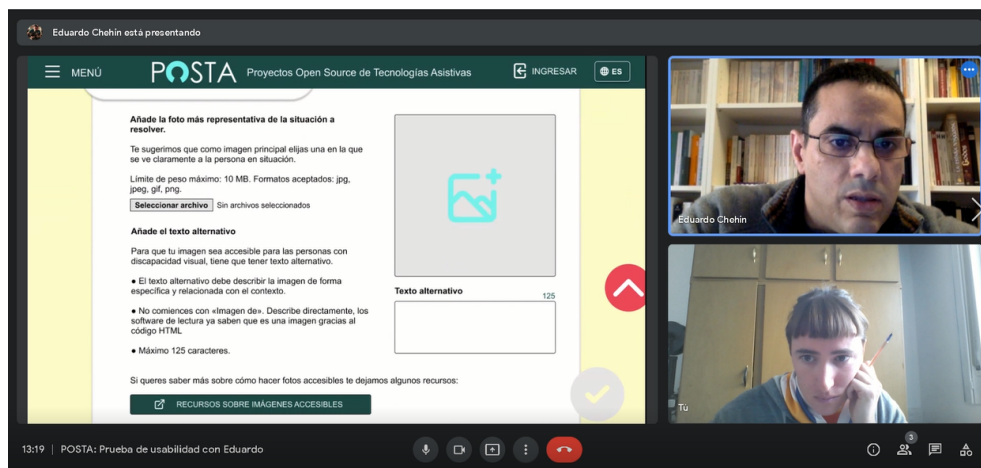 Eduardo Chehín está presentando
MENÚ
POSTA
Proyectos Open Source de Tecnologías Asistivas
INGRESAR
ES
Añade la foto más representativa de la situación a
resolver.
Te sugerimos que como imagen principal elijas una en la que
se ve claramente a la persona en situación.
Límite de peso máximo: 10 MB. Formatos aceptados: jpg,
jpeg, gif, png.
Seleccionar archivo Sin archivos seleccionados
Añade el texto alternativo
Para que tu imagen sea accesible para las personas con
discapacidad visual, tiene que tener texto alternativo.
● El texto alternativo debe describir la imagen de forma
específica y relacionada con el contexto.
● No comiences con «Imagen de». Describe directamente, los
software de lectura ya saben que es una imagen gracias al
código HTML
● Máximo 125 caracteres.
Texto alternativo
125
Si queres saber más sobre cómo hacer fotos accesibles te dejamos algunos recursos:
RECURSOS SOBRE IMÁGENES ACCESIBLES
Eduardo Chehín
Tú
13:19 | POSTA: Prueba de usabilidad con Eduardo
3